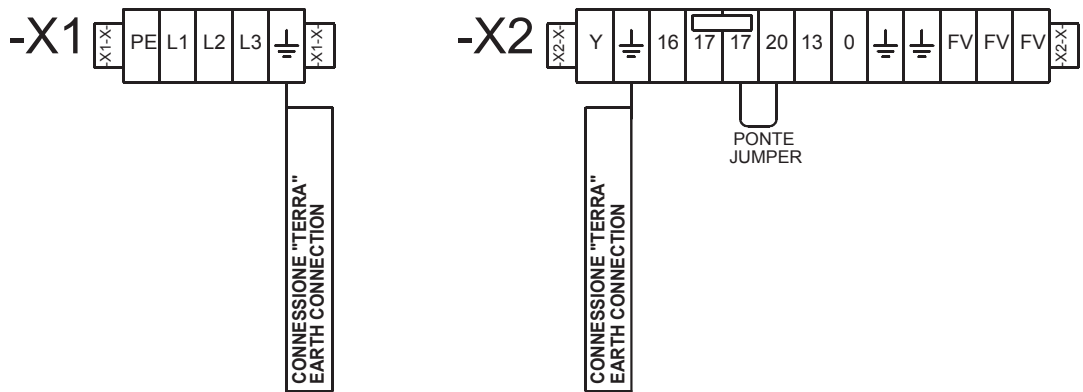 -X1
-X1-X-
PE L1 L2 L3
-X1-X-
CONNESSIONE "TERRA"
EARTH CONNECTION
-X2
-X2-X-
Y 16 17 17 20 13 0 FV FV FV
-X2-X-
PONTE
JUMPER
CONNESSIONE "TERRA"
EARTH CONNECTION